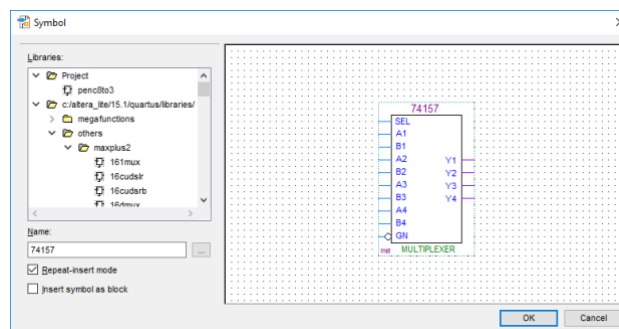 Symbol
Libraries:
Project
penc8to3
c:/altera_lite/15.1/quartus/libraries/
megafunctions
others
maxplus2
161mux
16cudslr
16cudsrb
16dmux
Name:
74157
...
Repeat-insert mode
Insert symbol as block
74157
SEL
A1
B1
A2 Y1
B2 Y2
A3 Y3
B3 Y4
A4
B4
GN
inst MULTIPLEXER
OK Cancel